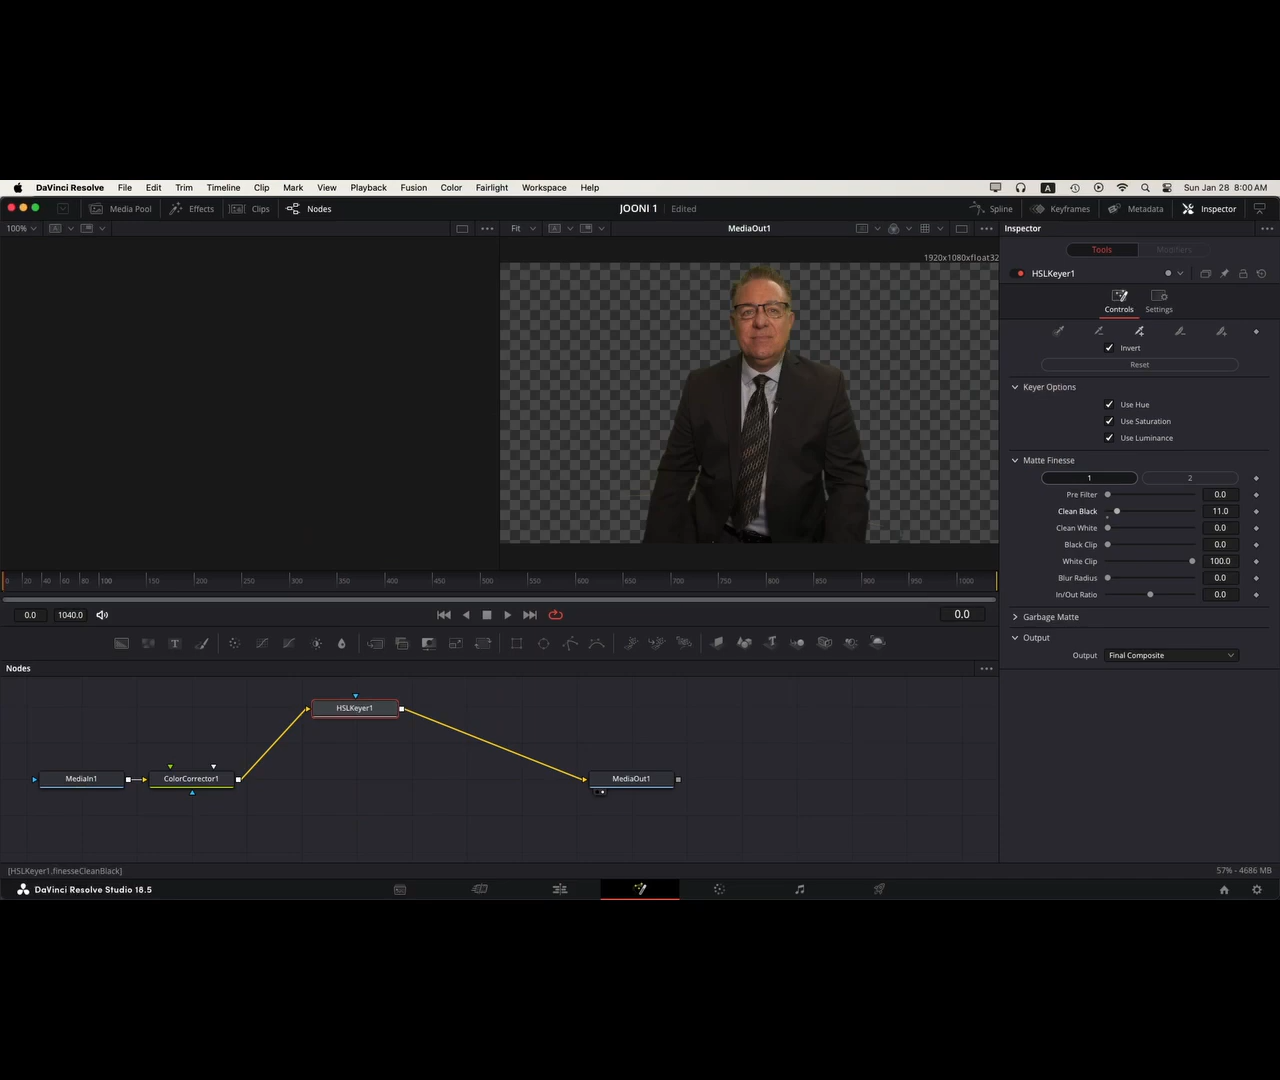 DaVinci Resolve File Edit Trim Timeline Clip Mark View Playback Fusion Color Fairlight Workspace Help A Sun Jan 28 8:00 AM
Media Pool Effects Clips Nodes JOONI 1 Edited Spline Keyframes Metadata Inspector
100% Fit MediaOut1 Inspector
Tools Modifiers
1920x1080xfloat32
HSLKeyer1
Controls Settings
Invert
Reset
Keyer Options
Use Hue
Use Saturation
Use Luminance
Matte Finesse
1 2
Pre Filter 0.0
Clean Black 11.0
Clean White 0.0
Black Clip 0.0
White Clip 100.0
Blur Radius 0.0
In/Out Ratio 0.0
Garbage Matte
Output
Output Final Composite
0 20 40 60 80 100 150 200 250 300 350 400 450 500 550 600 650 700 750 800 850 900 950 1000
0.0 1040.0 0.0
T
Nodes
HSLKeyer1
MediaIn1 ColorCorrector1 MediaOut1
[HSLKeyer1.finesseCleanBlack] 57% - 4686 MB
DaVinci Resolve Studio 18.5